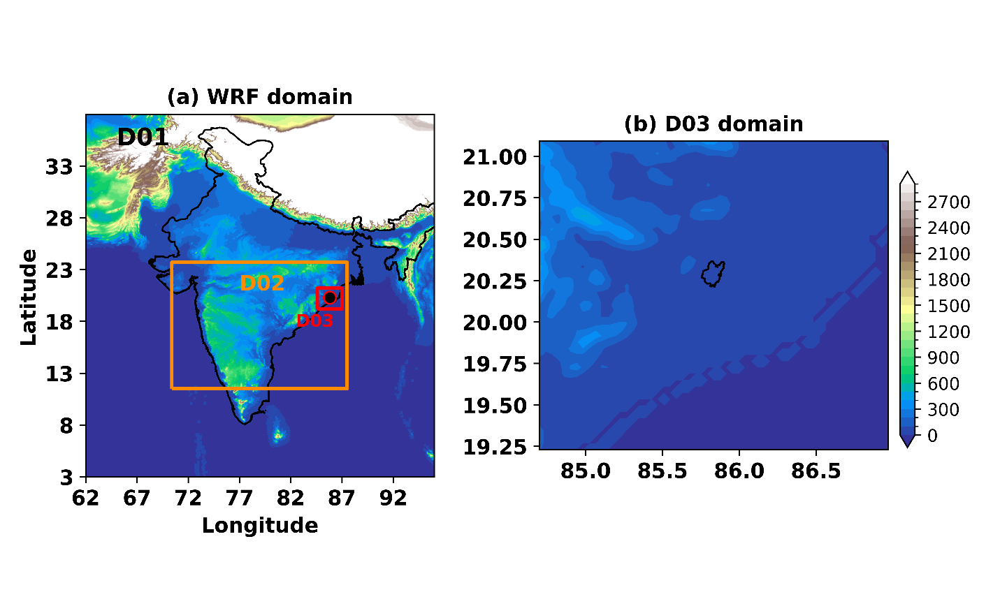 (a) WRF domain
D01
D02
D03
33
28
23
18
13
8
3
62 67 72 77 82 87 92
Latitude
Longitude
(b) D03 domain
21.00
20.75
20.50
20.25
20.00
19.75
19.50
19.25
85.0 85.5 86.0 86.5
2700
2400
2100
1800
1500
1200
900
600
300
0